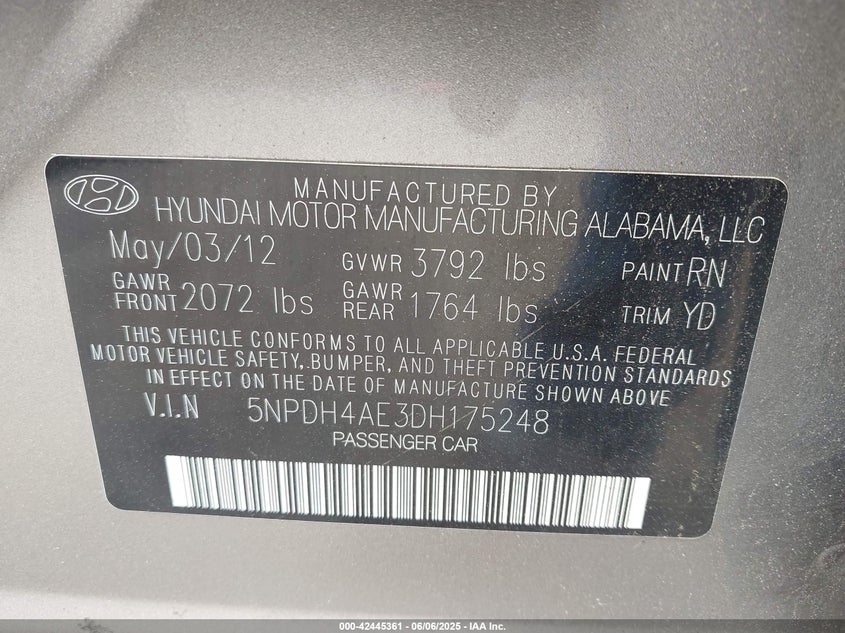 MANUFACTURED BY
HYUNDAI MOTOR MANUFACTURING ALABAMA, LLC
May/03/12 GVWR 3792 lbs PAINT RN
GAWR FRONT 2072 lbs GAWR REAR 1764 lbs TRIM YD
THIS VEHICLE CONFORMS TO ALL APPLICABLE U.S.A. FEDERAL
MOTOR VEHICLE SAFETY, BUMPER, AND THEFT PREVENTION STANDARDS
IN EFFECT ON THE DATE OF MANUFACTURE SHOWN ABOVE
V.I.N 5NPDH4AE3DH175248
PASSENGER CAR
000-42445361 - 06/06/2025 - IAA Inc.